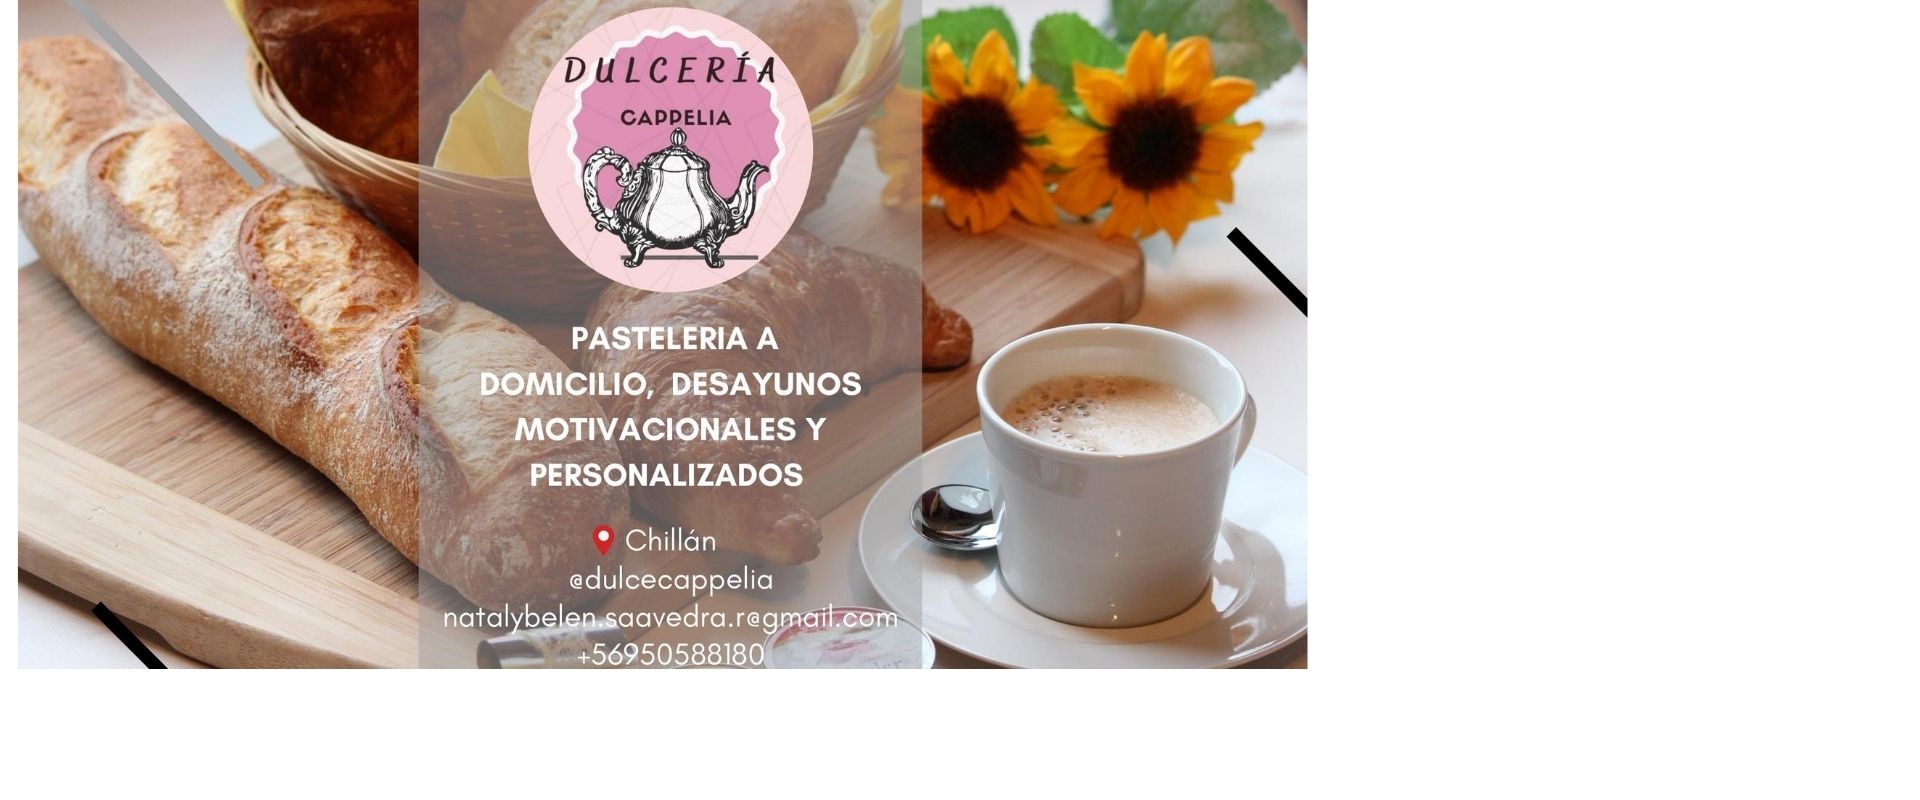 DULCERÍA
CAPPELIA
PASTELERIA A
DOMICILIO, DESAYUNOS
MOTIVACIONALES Y
PERSONALIZADOS
Chillán
@dulcecappelia
natalybelen.saavedra.r@gmail.com
+56950588180